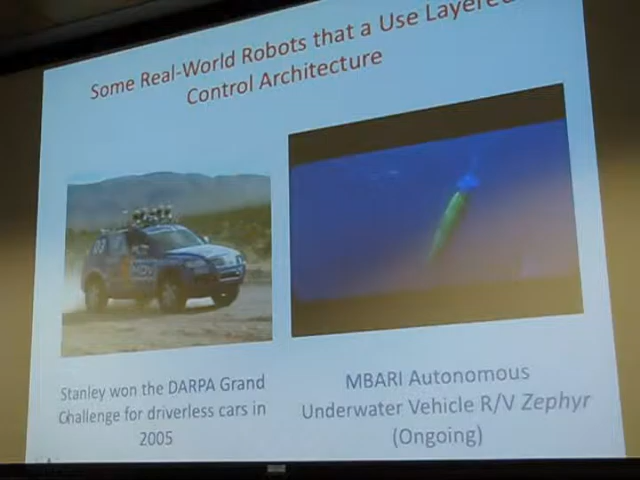 Some Real-World Robots that a Use Layered
Control Architecture
Stanley won the DARPA Grand
Challenge for driverless cars in
2005
MBARI Autonomous
Underwater Vehicle R/V Zephyr
(Ongoing)